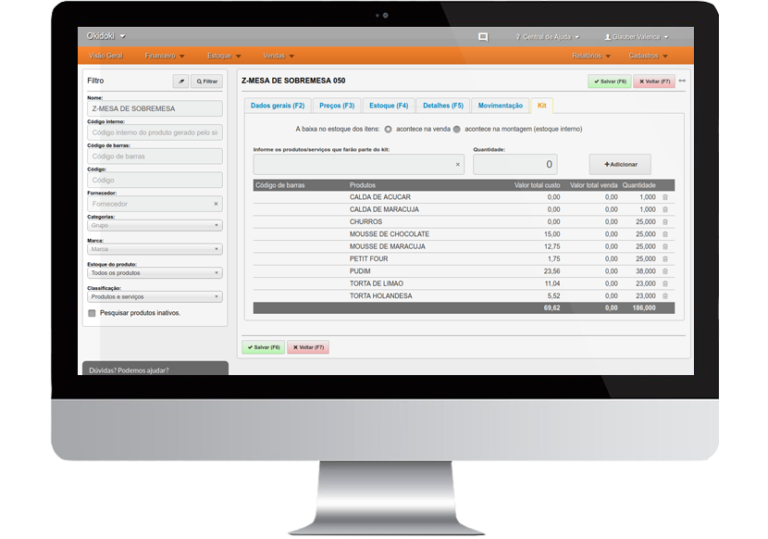 Okidoki
Central de Ajuda
Glauber Valencia
Visão Geral Financeiro Estoque Vendas Relatórios Cadastros
Filtro
Filtrar
Nome:
Z-MESA DE SOBREMESA
Código interno:
Código interno do produto gerado pelo si
Código de barras:
Código de barras
Código:
Código
Fornecedor:
Fornecedor ×
Categorias:
Grupo
Marca:
Marca
Estoque do produto:
Todos os produtos
Classificação:
Produtos e serviços
Pesquisar produtos inativos.
Dúvidas? Podemos ajudar?
Z-MESA DE SOBREMESA 050
Salvar (F6) Voltar (F7)
Dados gerais (F2) Preços (F3) Estoque (F4) Detalhes (F5) Movimentação Kit
A baixa no estoque dos itens: acontece na venda acontece na montagem (estoque interno)
Informe os produtos/serviços que farão parte do kit: Quantidade:
× 0 +Adicionar
Código de barras Produtos Valor total custo Valor total venda Quantidade
CALDA DE ACUCAR 0,00 0,00 1,000
CALDA DE MARACUJA 0,00 0,00 1,000
CHURROS 0,00 0,00 25,000
MOUSSE DE CHOCOLATE 15,00 0,00 25,000
MOUSSE DE MARACUJA 12,75 0,00 25,000
PETIT FOUR 1,75 0,00 25,000
PUDIM 23,56 0,00 38,000
TORTA DE LIMAO 11,04 0,00 23,000
TORTA HOLANDESA 5,52 0,00 23,000
69,62 0,00 186,000
Salvar (F6) Voltar (F7)